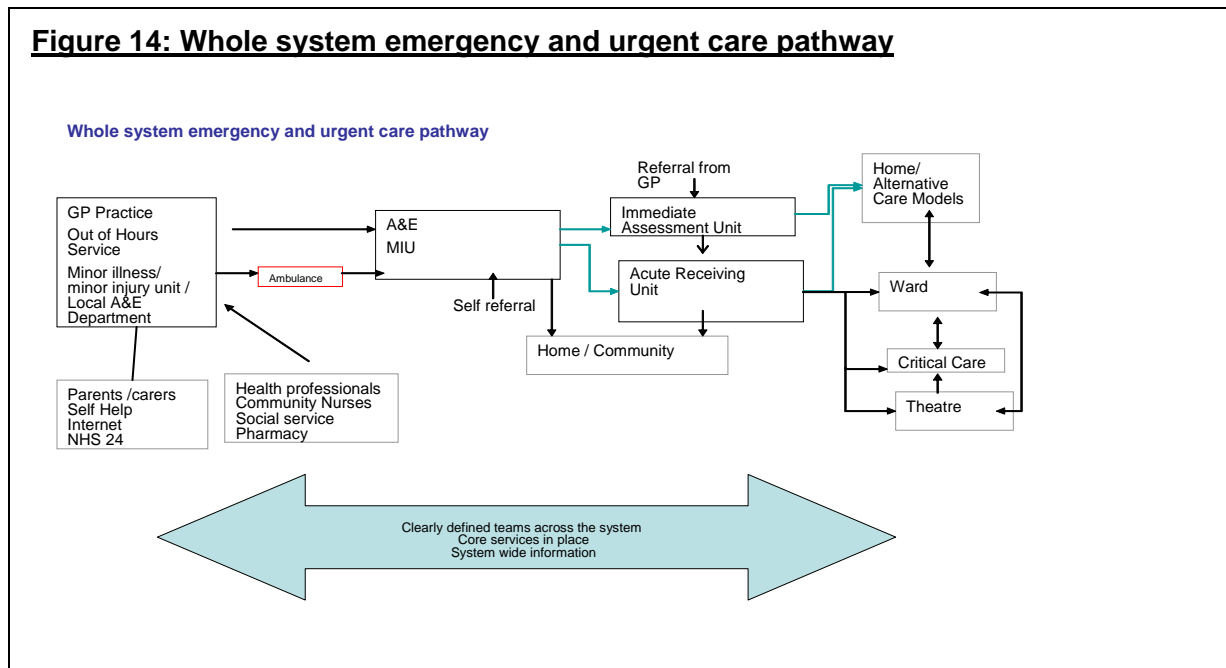 Figure 14: Whole system emergency and urgent care pathway
Whole system emergency and urgent care pathway
GP Practice
Out of Hours
Service
Minor illness/
minor injury unit /
Local A&E
Department
Ambulance
Parents /carers
Self Help
Internet
NHS 24
Health professionals
Community Nurses
Social service
Pharmacy
A&E
MIU
Self referral
Home / Community
Referral from
GP
Immediate
Assessment Unit
Acute Receiving
Unit
Home/
Alternative
Care Models
Ward
Critical Care
Theatre
Clearly defined teams across the system
Core services in place
System wide information